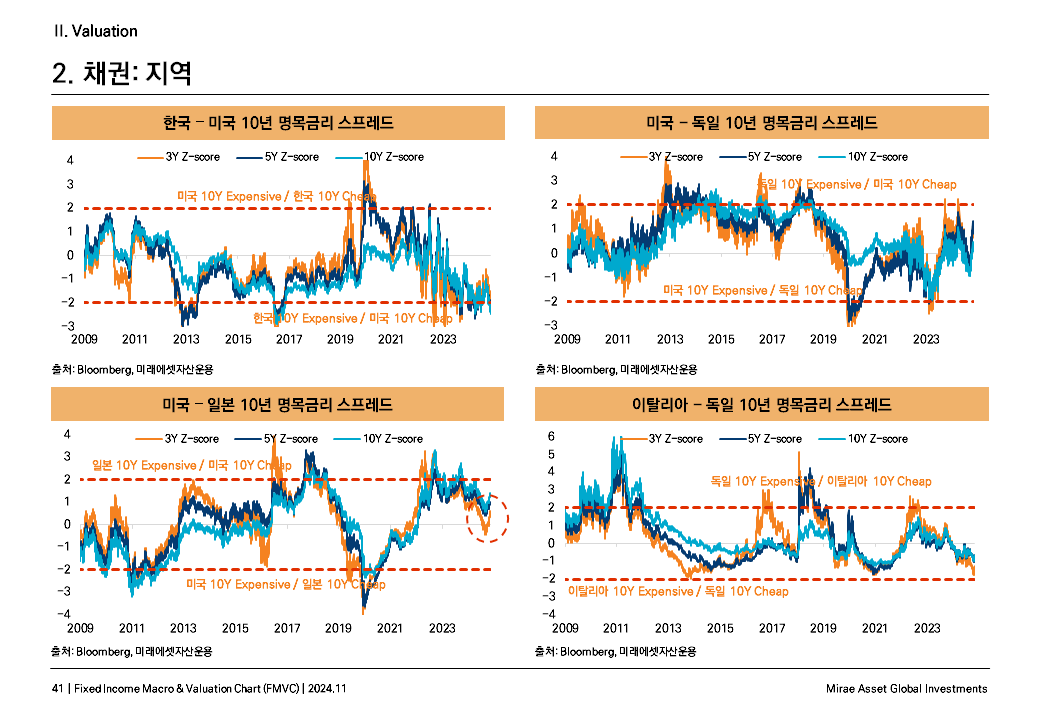 II. Valuation
2. 채권: 지역
한국 – 미국 10년 명목금리 스프레드
3Y Z-score 5Y Z-score 10Y Z-score
4
3
2
1
0
−1
−2
−3
미국 10Y Expensive / 한국 10Y Cheap
한국 10Y Expensive / 미국 10Y Cheap
2009 2011 2013 2015 2017 2019 2021 2023
출처: Bloomberg, 미래에셋자산운용
미국 – 독일 10년 명목금리 스프레드
3Y Z-score 5Y Z-score 10Y Z-score
4
3
2
1
0
−1
−2
−3
독일 10Y Expensive / 미국 10Y Cheap
미국 10Y Expensive / 독일 10Y Cheap
2009 2011 2013 2015 2017 2019 2021 2023
출처: Bloomberg, 미래에셋자산운용
미국 – 일본 10년 명목금리 스프레드
3Y Z-score 5Y Z-score 10Y Z-score
4
3
2
1
0
−1
−2
−3
−4
일본 10Y Expensive / 미국 10Y Cheap
미국 10Y Expensive / 일본 10Y Cheap
2009 2011 2013 2015 2017 2019 2021 2023
출처: Bloomberg, 미래에셋자산운용
이탈리아 – 독일 10년 명목금리 스프레드
3Y Z-score 5Y Z-score 10Y Z-score
6
5
4
3
2
1
0
−1
−2
−3
−4
독일 10Y Expensive / 이탈리아 10Y Cheap
이탈리아 10Y Expensive / 독일 10Y Cheap
2009 2011 2013 2015 2017 2019 2021 2023
출처: Bloomberg, 미래에셋자산운용
41 | Fixed Income Macro & Valuation Chart (FMVC) | 2024.11
Mirae Asset Global Investments